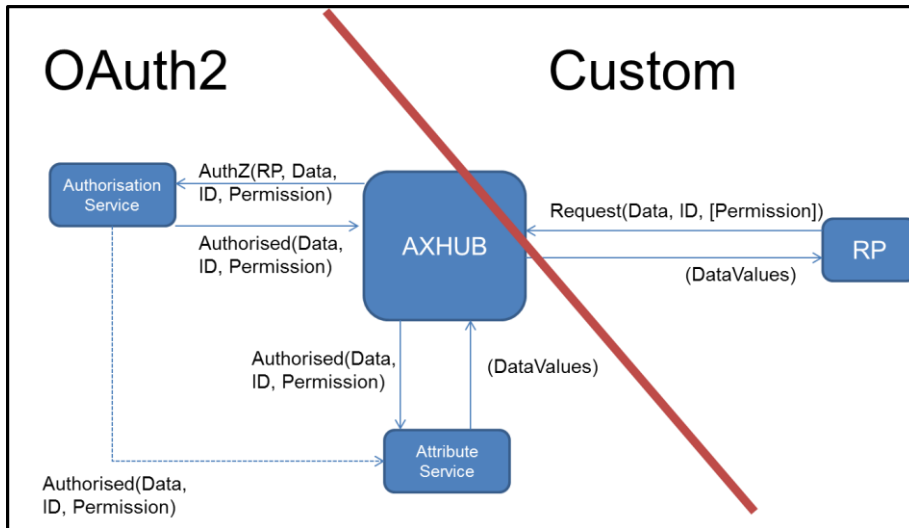 OAuth2
Custom
AuthZ(RP, Data,
ID, Permission)
Authorisation
Service
Authorised(Data,
ID, Permission)
AXHUB
Request(Data, ID, [Permission])
RP
(DataValues)
Authorised(Data,
ID, Permission)
(DataValues)
Attribute
Service
Authorised(Data,
ID, Permission)